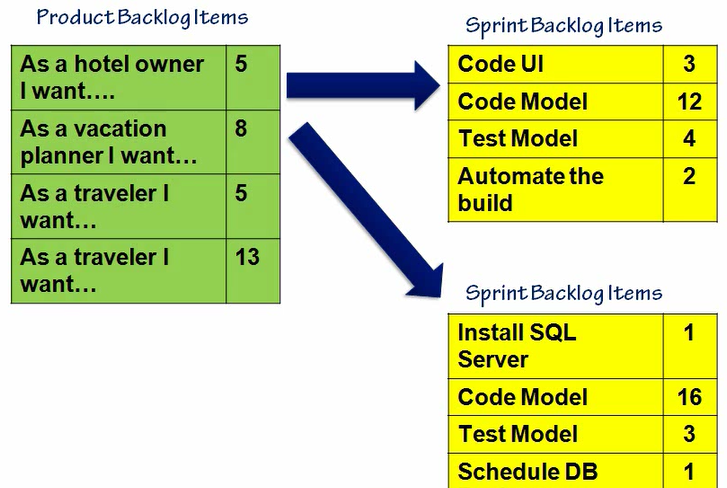 Product Backlog Items
As a hotel owner 5
I want….
As a vacation 8
planner I want…
As a traveler I 5
want…
As a traveler I 13
want…
Sprint Backlog Items
Code UI 3
Code Model 12
Test Model 4
Automate the 2
build
Sprint Backlog Items
Install SQL 1
Server
Code Model 16
Test Model 3
Schedule DB 1